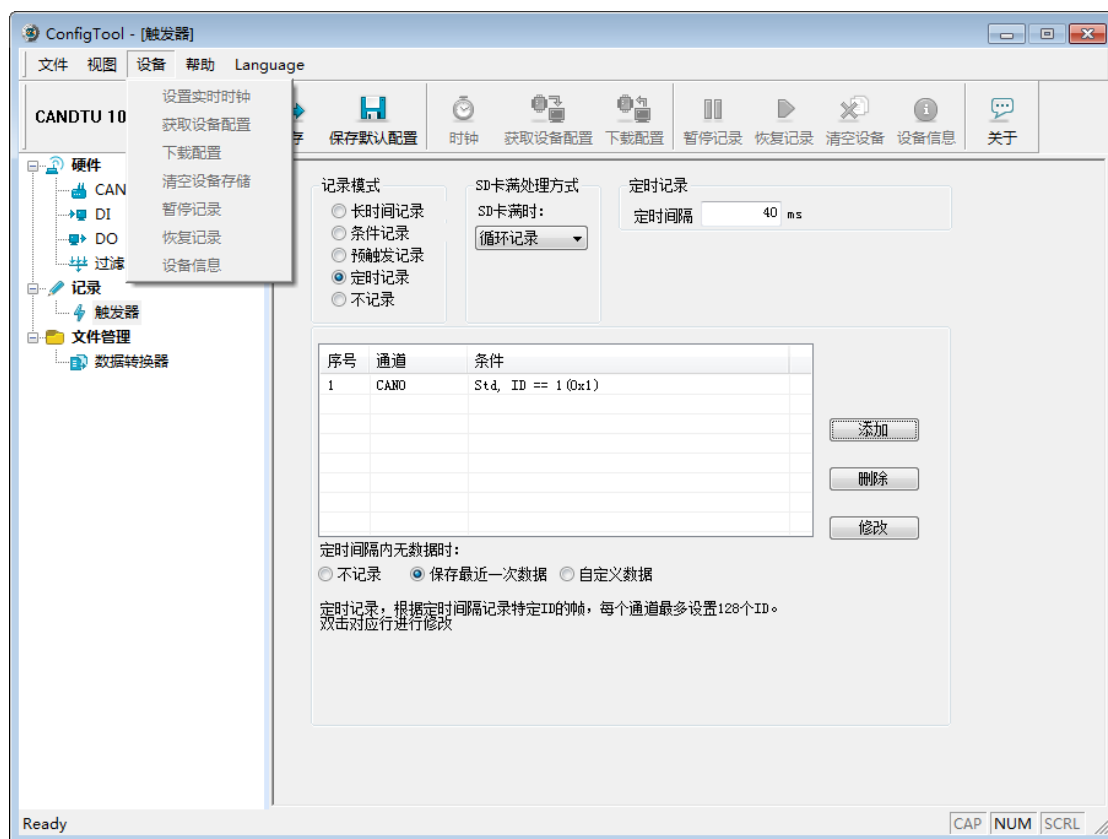 ConfigTool - [触发器]
文件 视图 设备 帮助 Language
设置实时时钟
获取设备配置
下载配置
清空设备存储
暂停记录
恢复记录
设备信息
CANDTU 10
存 保存默认配置 时钟 获取设备配置 下载配置 暂停记录 恢复记录 清空设备 设备信息 关于
硬件
CAN
DI
DO
过滤
记录
触发器
文件管理
数据转换器
记录模式
长时间记录
条件记录
预触发记录
定时记录
不记录
SD卡满处理方式
SD卡满时:
循环记录
定时记录
定时间隔 40 ms
序号 通道 条件
1 CAN0 Std, ID == 1(0x1)
添加
删除
修改
定时间隔内无数据时:
不记录 保存最近一次数据 自定义数据
定时记录，根据定时间隔记录特定ID的帧，每个通道最多设置128个ID。
双击对应行进行修改
Ready
CAP NUM SCRL